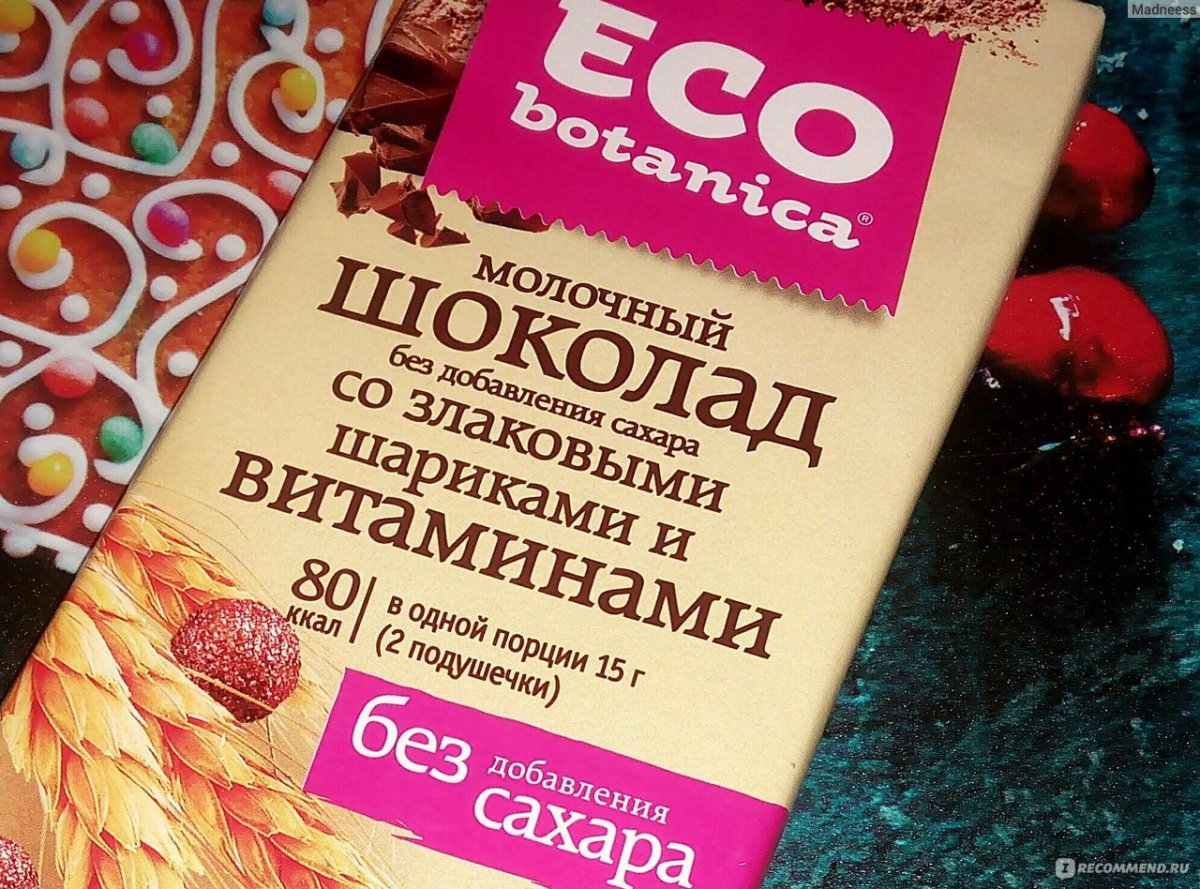 Madneess
ECO
botanica®
молочный
шоколад
без добавления сахара
со злаковыми
шариками и
витаминами
80
ккал
в одной порции 15 г
(2 подушечки)
без
добавления
сахара
IRECOMMEND.RU